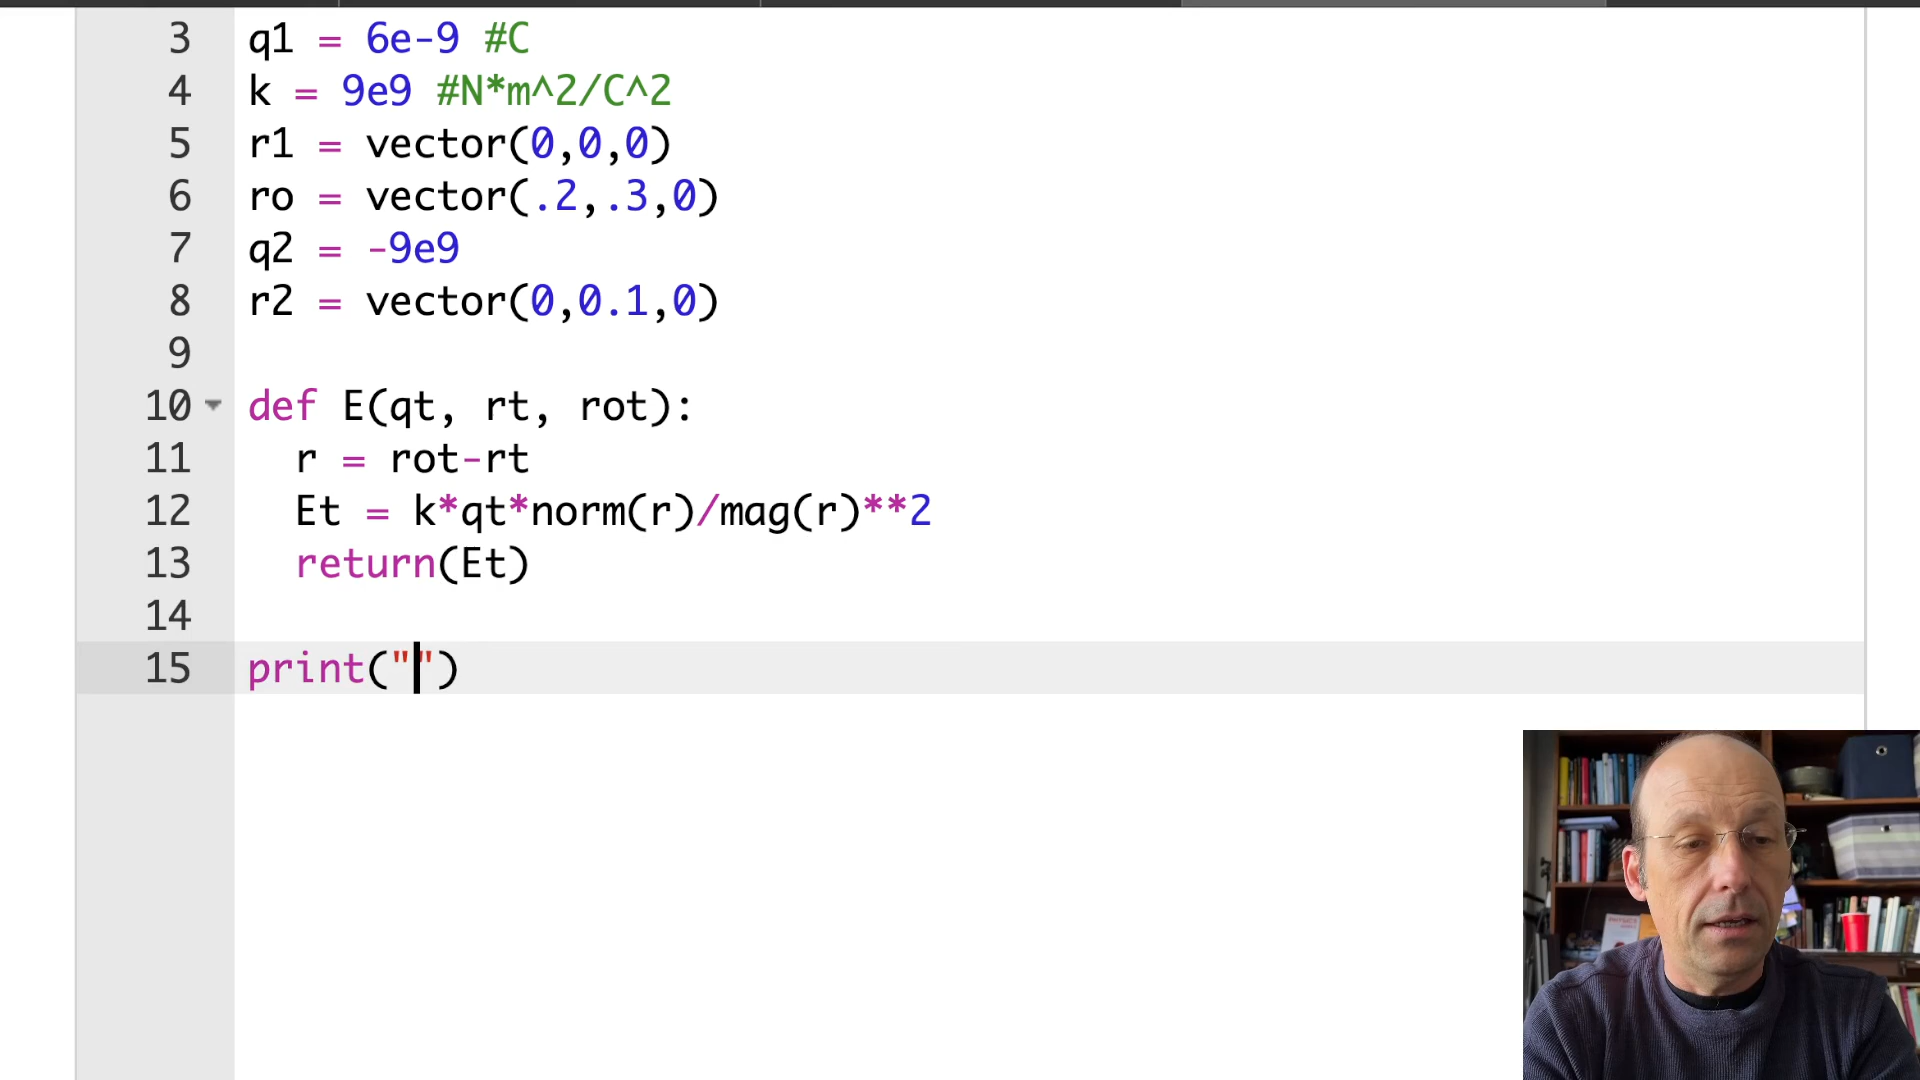 3 q1 = 6e-9 #C
4 k = 9e9 #N*m^2/C^2
5 r1 = vector(0,0,0)
6 ro = vector(.2,.3,0)
7 q2 = -9e9
8 r2 = vector(0,0.1,0)
9
10 def E(qt, rt, rot):
11 r = rot-rt
12 Et = k*qt*norm(r)/mag(r)**2
13 return(Et)
14
15 print("")